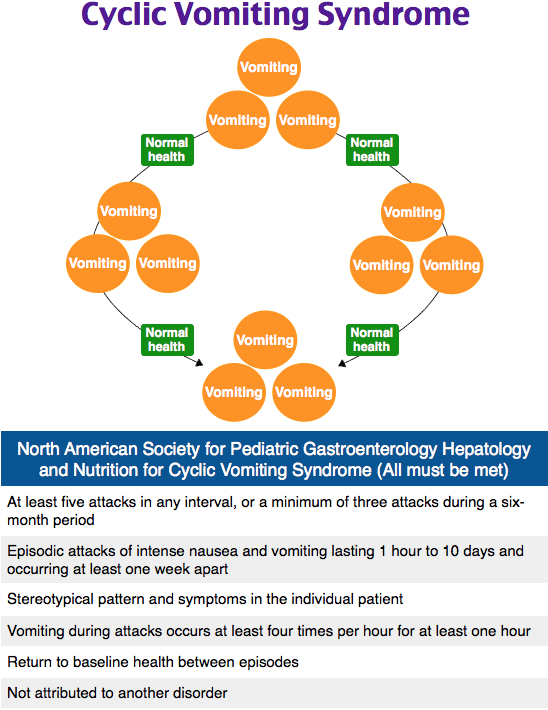 Cyclic Vomiting Syndrome
Vomiting
Vomiting
Vomiting
Normal
health
Normal
health
Vomiting
Vomiting
Vomiting
Vomiting
Vomiting
Vomiting
Normal
health
Normal
health
Vomiting
Vomiting
Vomiting
North American Society for Pediatric Gastroenterology Hepatology
and Nutrition for Cyclic Vomiting Syndrome (All must be met)
At least five attacks in any interval, or a minimum of three attacks during a six-
month period
Episodic attacks of intense nausea and vomiting lasting 1 hour to 10 days and
occurring at least one week apart
Stereotypical pattern and symptoms in the individual patient
Vomiting during attacks occurs at least four times per hour for at least one hour
Return to baseline health between episodes
Not attributed to another disorder